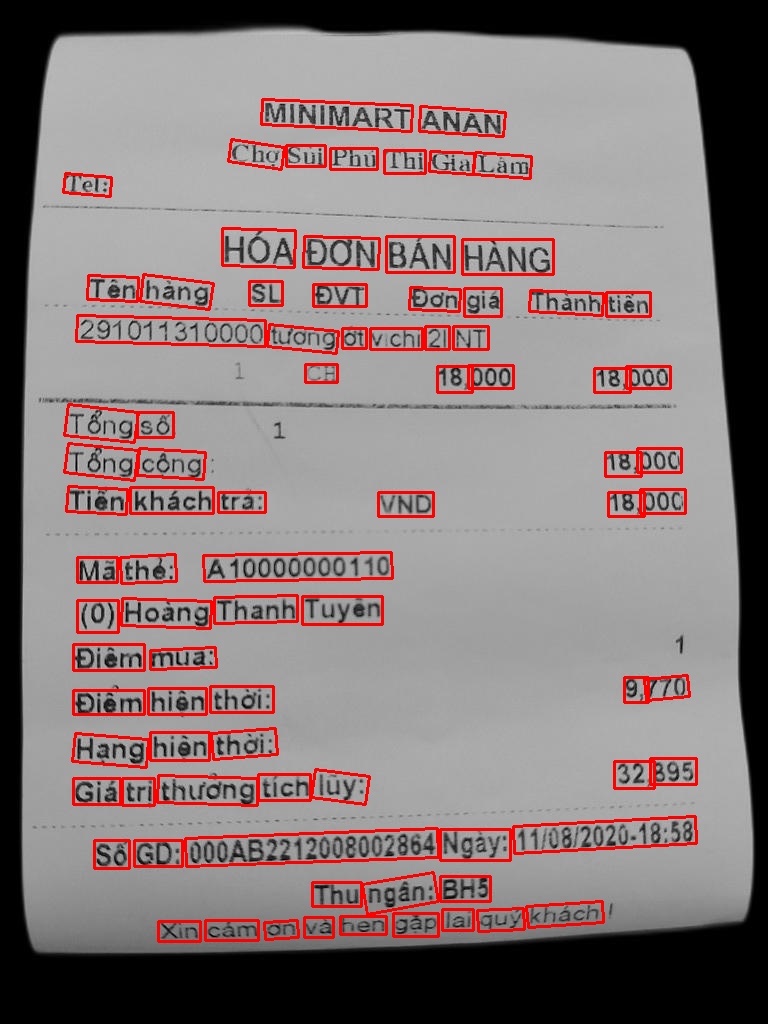 MINIMART ANAN
Chợ Sủi Phú Thị Gia Lâm
Tel:
HÓA ĐƠN BÁN HÀNG
Tên hàng SL ĐVT Đơn giá Thành tiền
291011310000 tương ớt vichi 2l NT
1 CH 18,000 18,000
Tổng số 1
Tổng cộng : 18,000
Tiền khách trả: VND 18,000
Mã thẻ: A10000000110
(0) Hoàng Thanh Tuyên
Điểm mua: 1
Điểm hiện thời: 9,770
Hạng hiện thời:
Giá trị thưởng tích lũy: 32,895
Số GD: 000AB2212008002864 Ngày: 11/08/2020-18:58
Thu ngân: BH5
Xin cảm ơn và hẹn gặp lại quý khách !